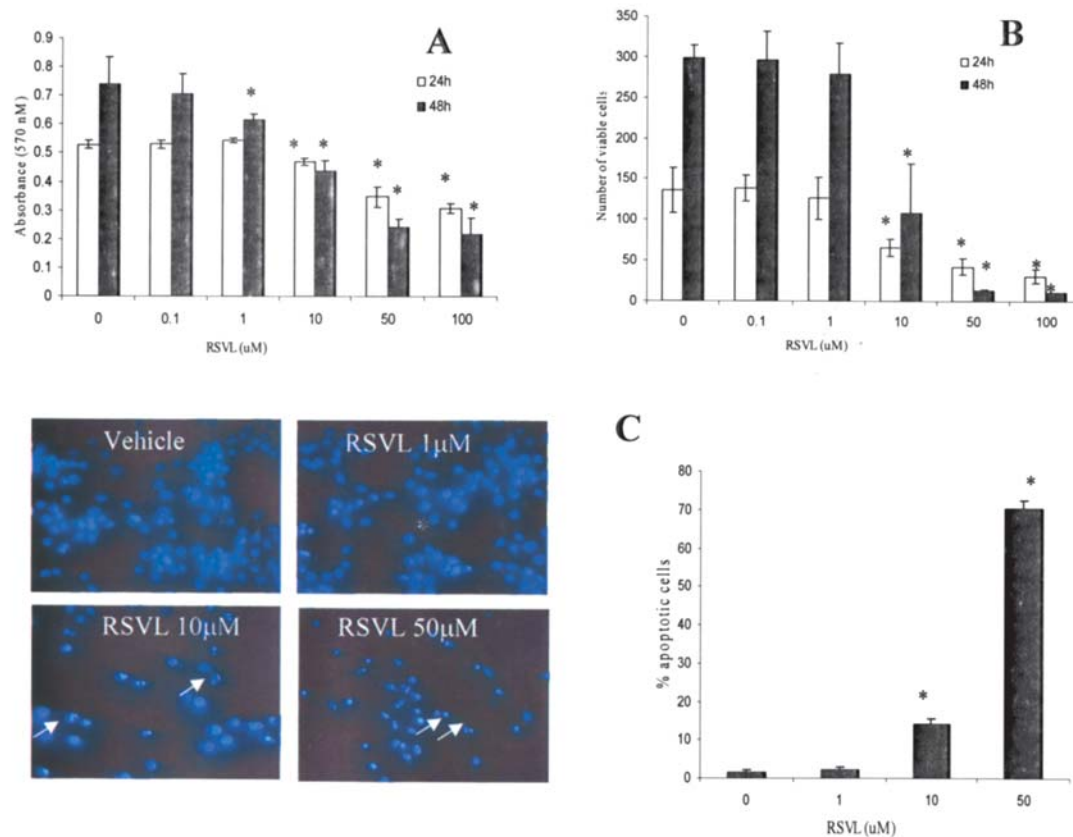 A
Absorbance (570 nM)
0.9
0.8
0.7
0.6
0.5
0.4
0.3
0.2
0.1
0
24h
48h
* * * * * * *
0 0.1 1 10 50 100
RSVL (uM)
B
Number of viable cells
350
300
250
200
150
100
50
0
24h
48h
* * * * * *
0 0.1 1 10 50 100
RSVL (uM)
Vehicle
RSVL 1μM
RSVL 10μM
RSVL 50μM
C
% apoptotic cells
80
70
60
50
40
30
20
10
0
* *
0 1 10 50
RSVL (uM)